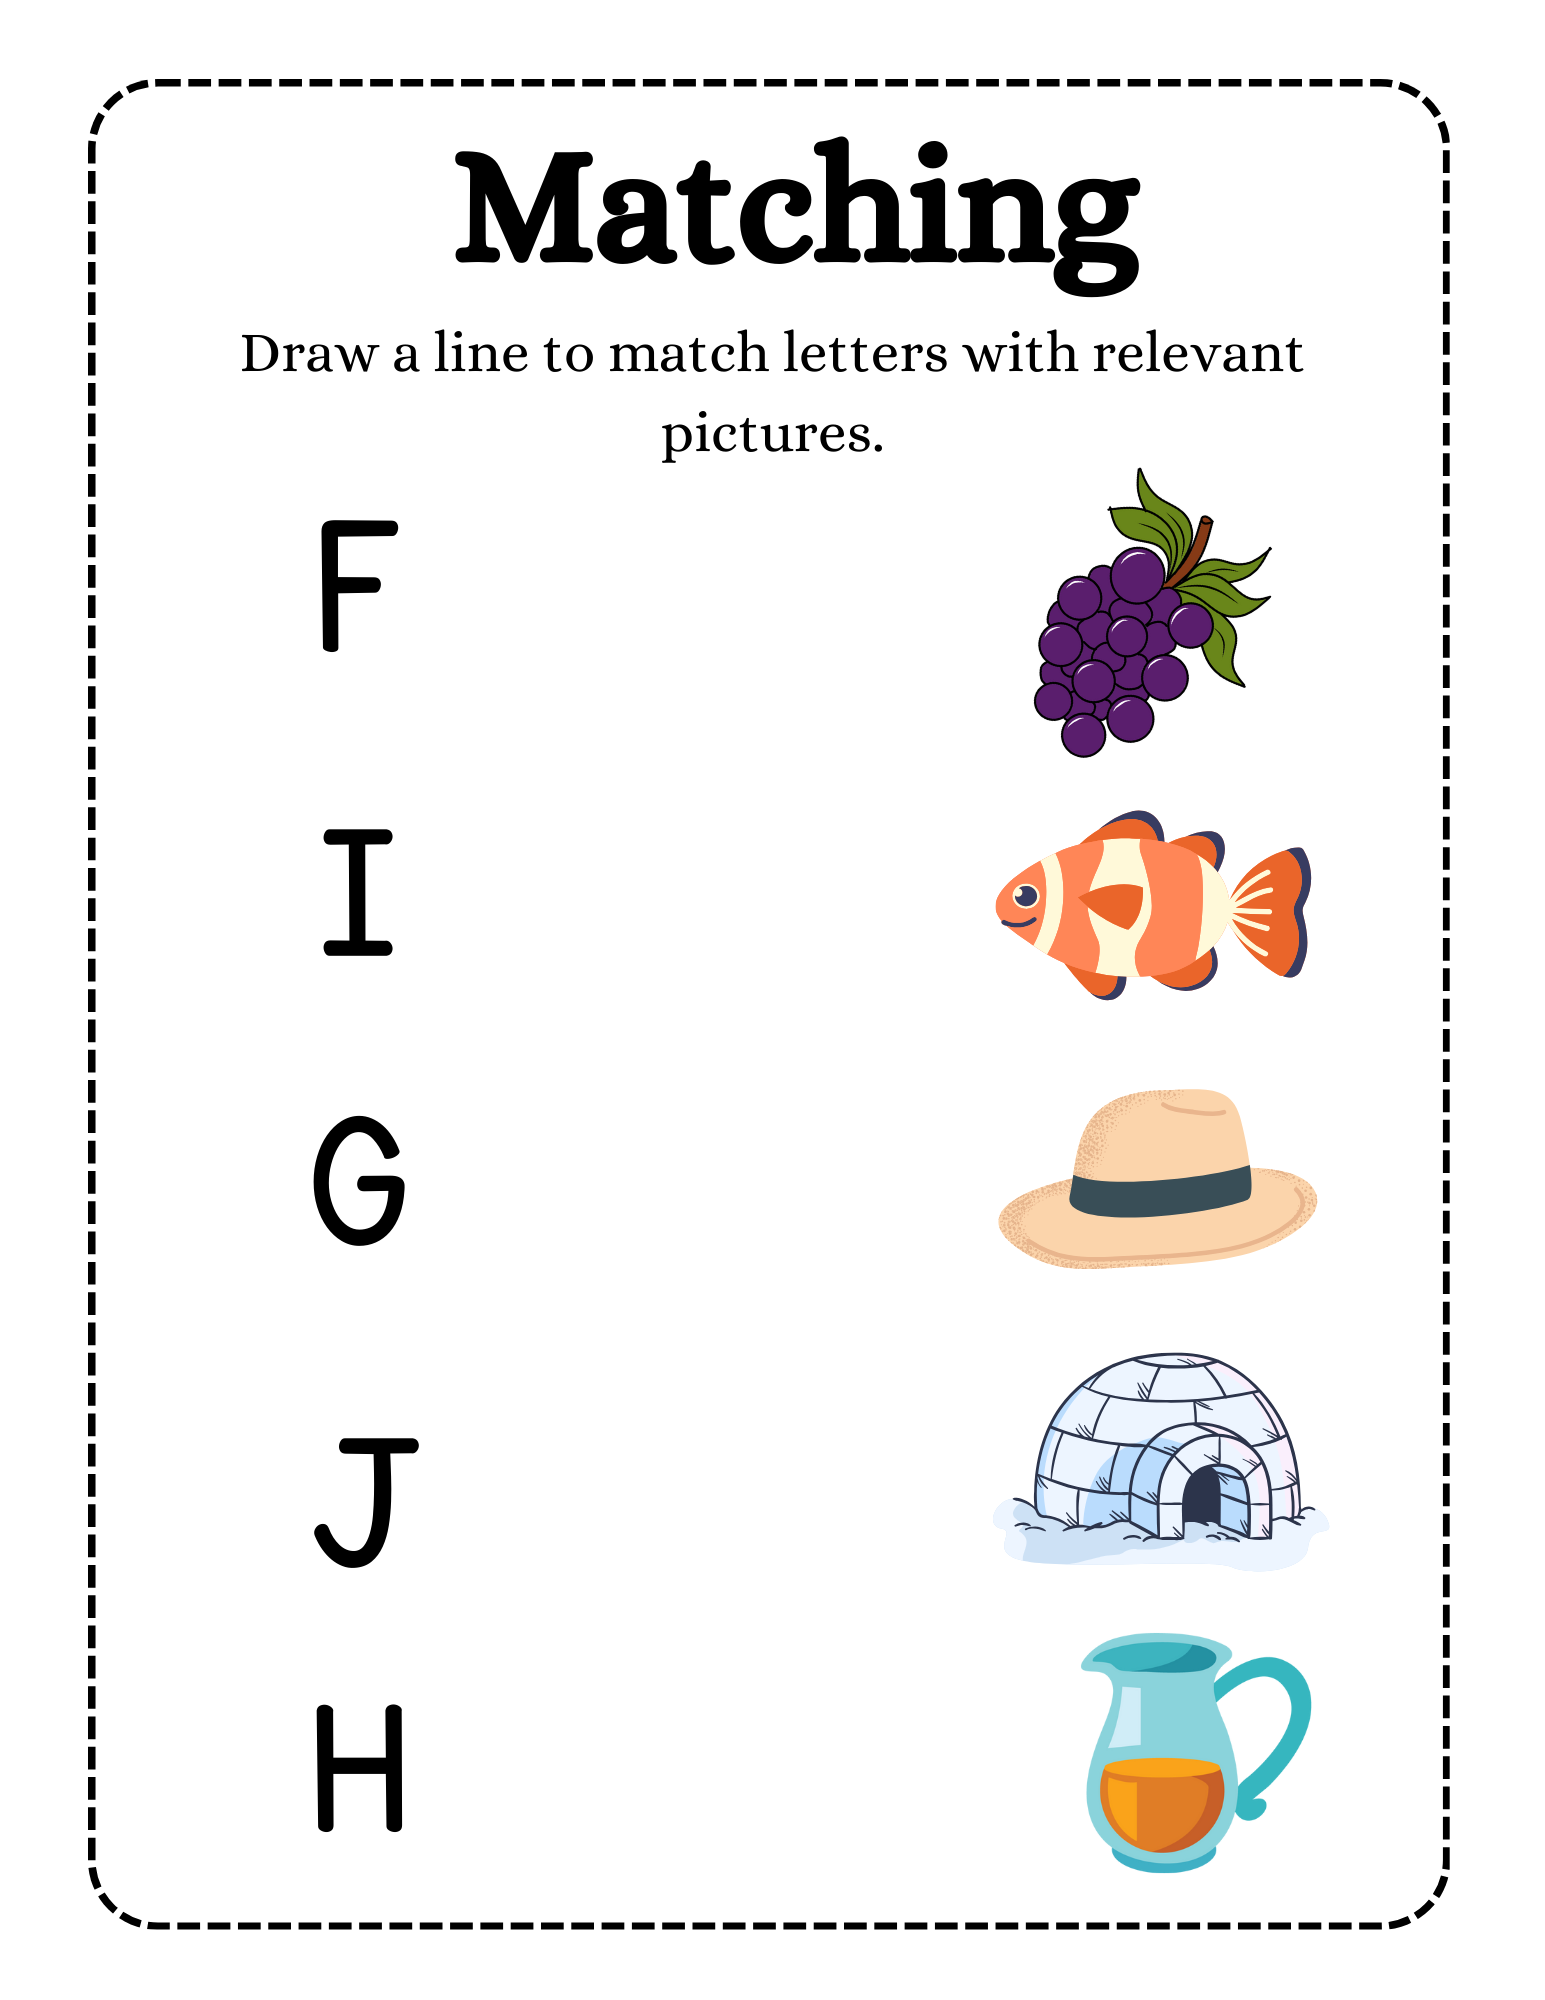 Matching
Draw a line to match letters with relevant
pictures.
F
I
G
J
H